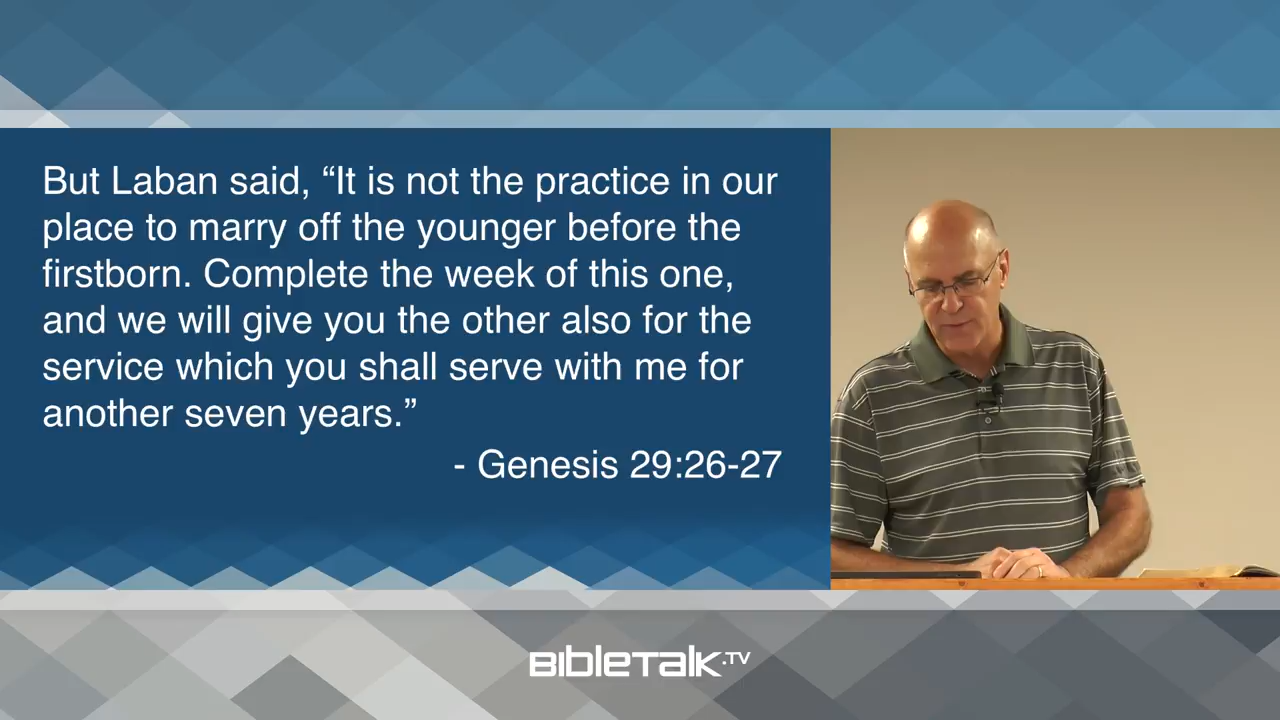 But Laban said, “It is not the practice in our
place to marry off the younger before the
firstborn. Complete the week of this one,
and we will give you the other also for the
service which you shall serve with me for
another seven years.”
- Genesis 29:26-27
BIBLETALK.TV